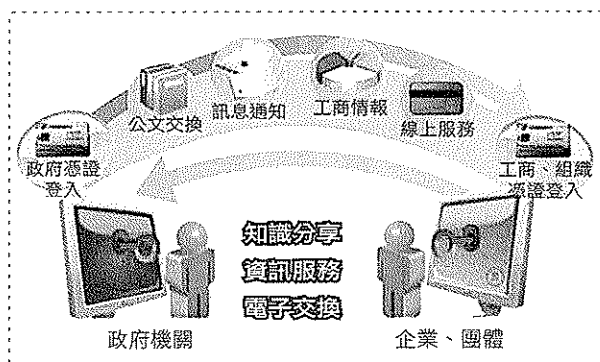 公文交換
訊息通知
工商情報
線上服務
政府憑證
登入
工商、組織
憑證登入
知識分享
資訊服務
電子交換
政府機關
企業、團體